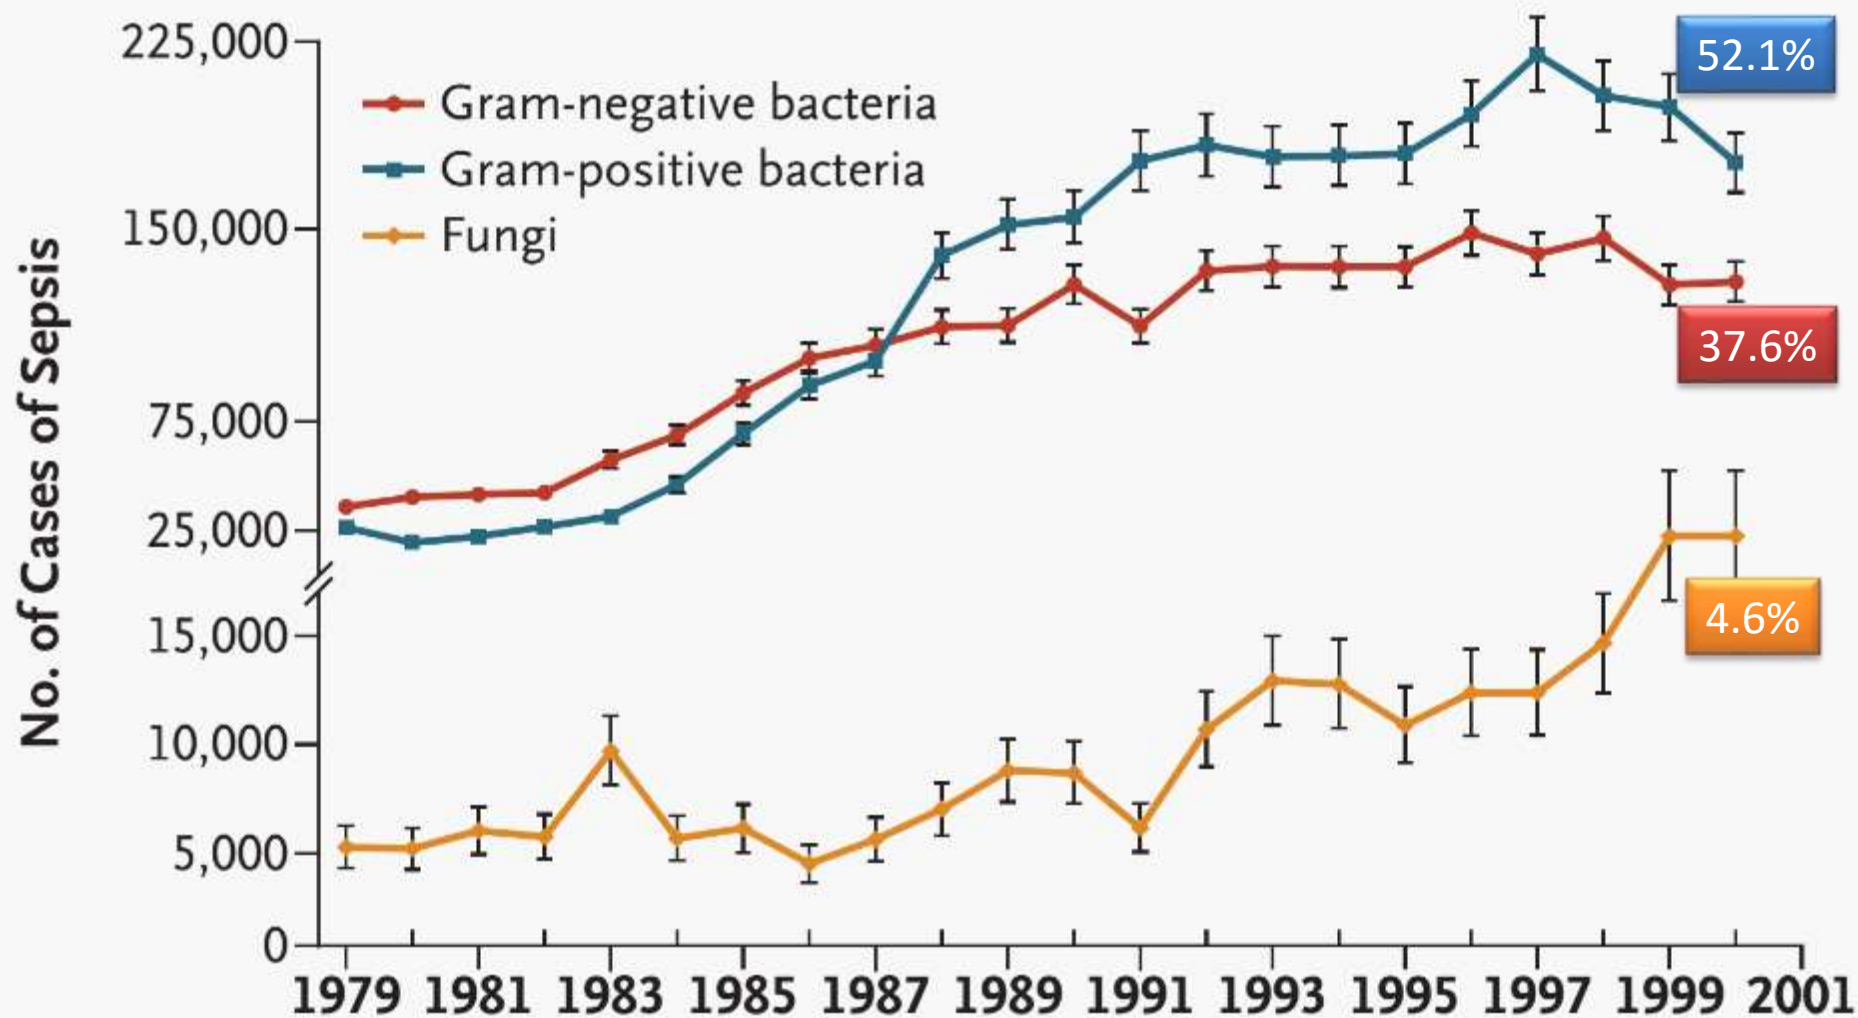 No. of Cases of Sepsis
225,000
150,000
75,000
25,000
15,000
10,000
5,000
0
Gram-negative bacteria
Gram-positive bacteria
Fungi
52.1%
37.6%
4.6%
1979 1981 1983 1985 1987 1989 1991 1993 1995 1997 1999 2001